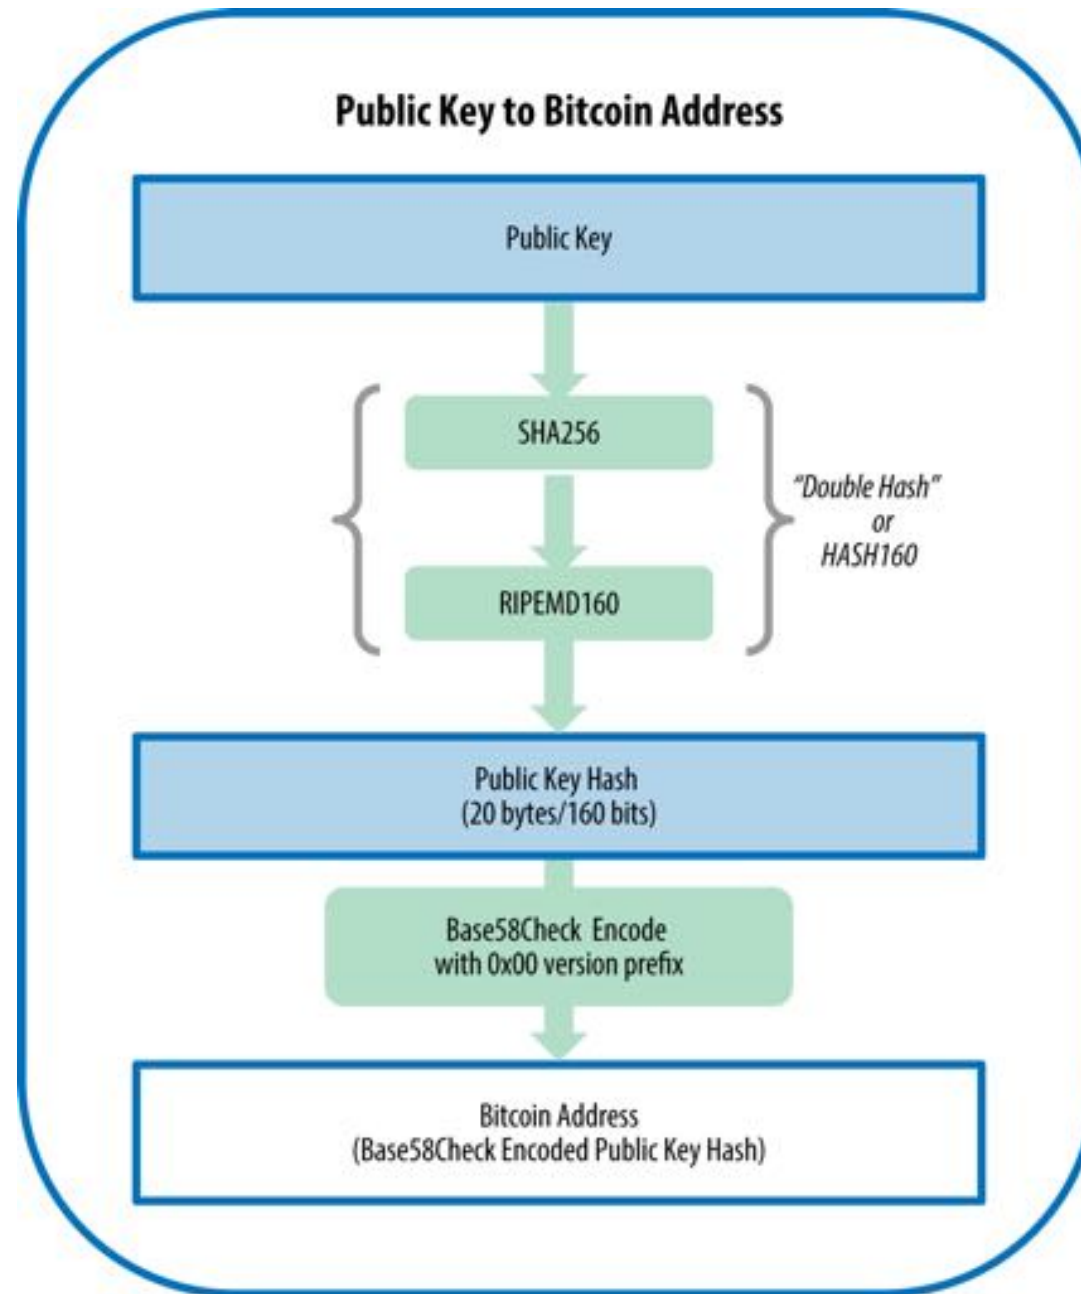 Public Key to Bitcoin Address
Public Key
SHA256
“Double Hash”
or
HASH160
RIPEMD160
Public Key Hash
(20 bytes/160 bits)
Base58Check Encode
with 0x00 version prefix
Bitcoin Address
(Base58Check Encoded Public Key Hash)